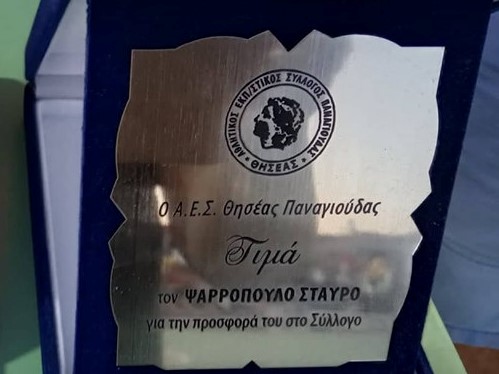 ΑΘΛΗΤΙΚΟΣ ΕΚΠ/ΣΤΙΚΟΣ ΣΥΛΛΟΓΟΣ ΠΑΝΑΓΙΟΥΔΑΣ
ΘΗΣΕΑΣ
Ο Α.Ε.Σ. Θησέας Παναγιούδας
Τιμά
τον ΨΑΡΡΟΠΟΥΛΟ ΣΤΑΥΡΟ
για την προσφορά του στο Σύλλογο